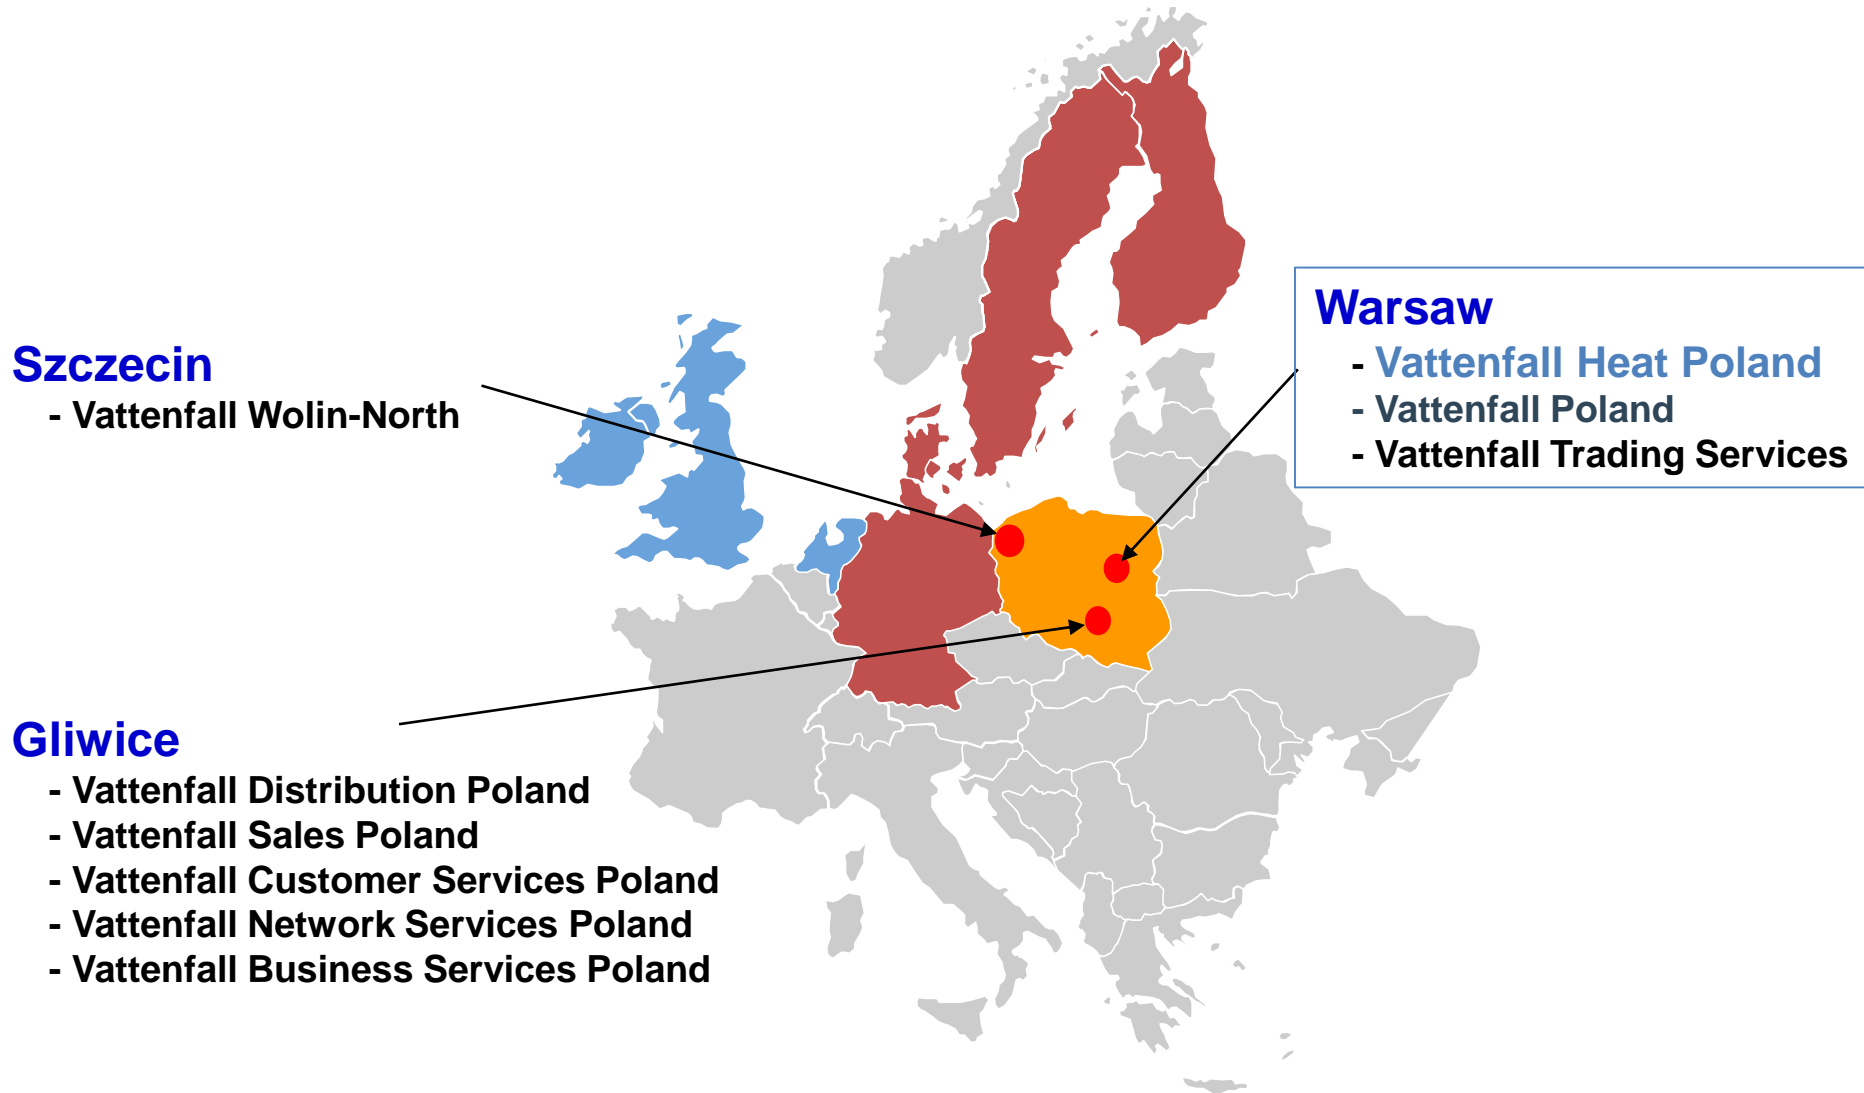 Szczecin
- Vattenfall Wolin-North
Warsaw
- Vattenfall Heat Poland
- Vattenfall Poland
- Vattenfall Trading Services
Gliwice
- Vattenfall Distribution Poland
- Vattenfall Sales Poland
- Vattenfall Customer Services Poland
- Vattenfall Network Services Poland
- Vattenfall Business Services Poland